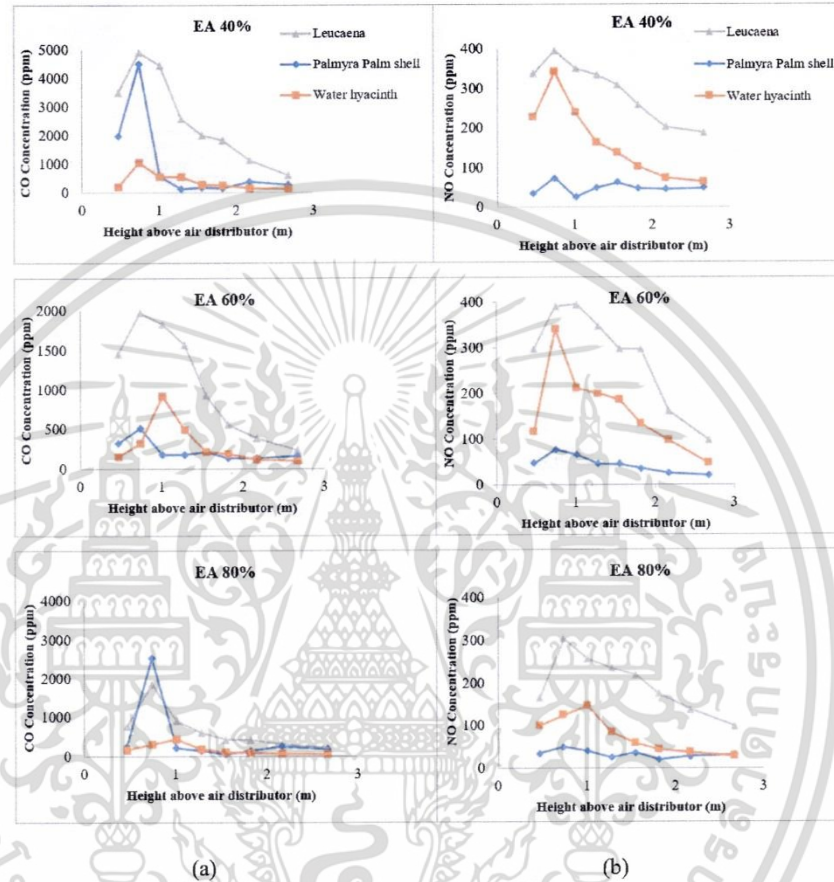 EA 40%
CO Concentration (ppm)
5000
4000
3000
2000
1000
0
0
1
2
3
Height above air distributor (m)
Leucaena
Palmyra Palm shell
Water hyacinth
EA 40%
NO Concentration (ppm)
400
300
200
100
0
0
1
2
3
Height above air distributor (m)
Leucaena
Palmyra Palm shell
Water hyacinth
EA 60%
CO Concentration (ppm)
2000
1500
1000
500
0
0
1
2
3
Height above air distributor (m)
EA 60%
NO Concentration (ppm)
400
300
200
100
0
0
1
2
3
Height above air distributor (m)
EA 80%
CO Concentration (ppm)
4000
3000
2000
1000
0
0
1
2
3
Height above air distributor (m)
EA 80%
NO Concentration (ppm)
400
300
200
100
0
0
1
2
3
Height above air distributor (m)
(a)
(b)